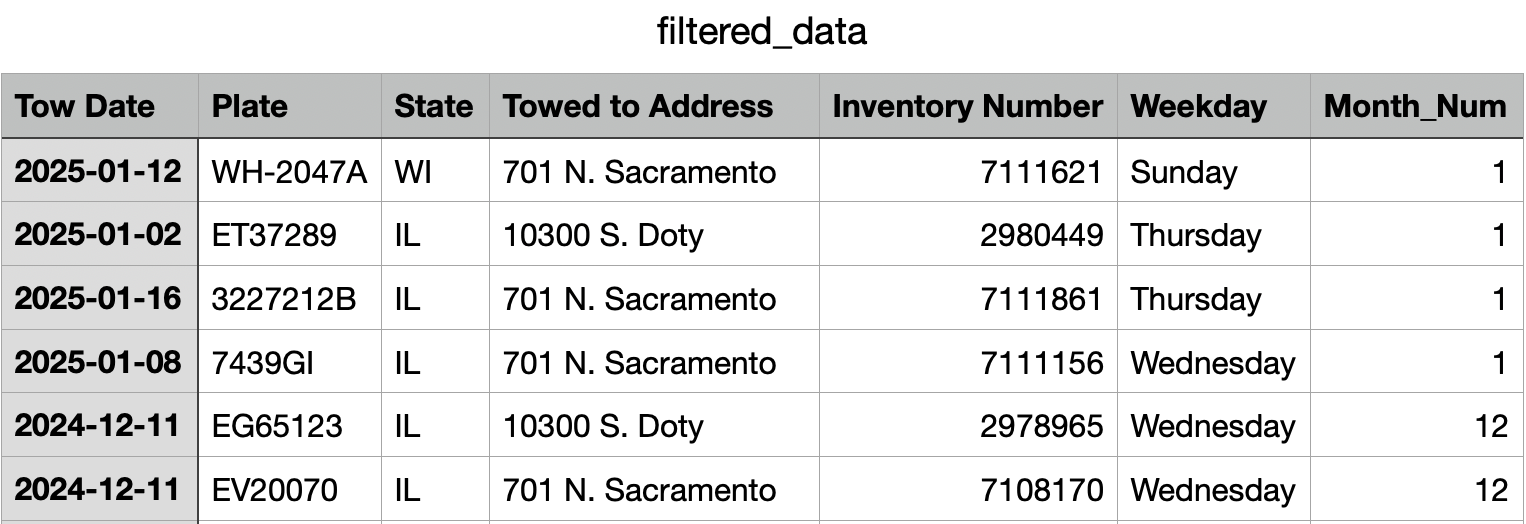 filtered_data
Tow Date Plate State Towed to Address Inventory Number Weekday Month_Num
2025-01-12 WH-2047A WI 701 N. Sacramento 7111621 Sunday 1
2025-01-02 ET37289 IL 10300 S. Doty 2980449 Thursday 1
2025-01-16 3227212B IL 701 N. Sacramento 7111861 Thursday 1
2025-01-08 7439GI IL 701 N. Sacramento 7111156 Wednesday 1
2024-12-11 EG65123 IL 10300 S. Doty 2978965 Wednesday 12
2024-12-11 EV20070 IL 701 N. Sacramento 7108170 Wednesday 12